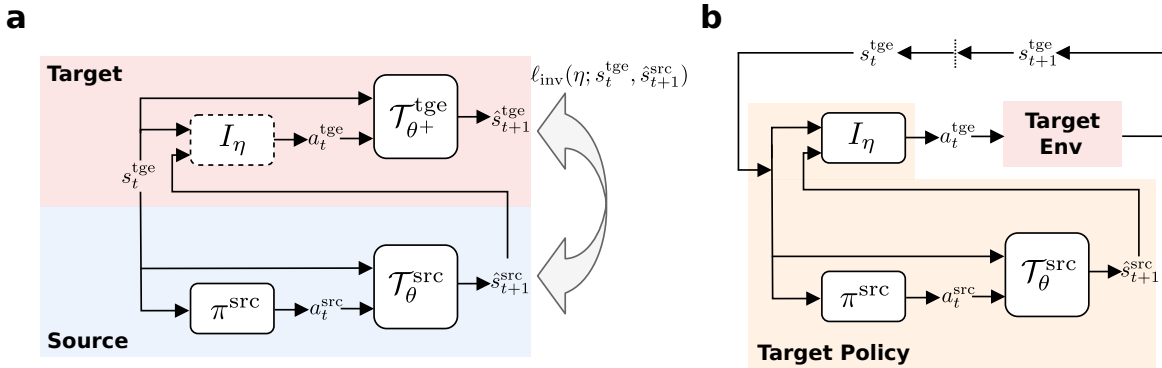 a
Target
ℓ_inv(η; s_t^tge, ŝ_{t+1}^src)
𝒯_{θ⁺}^tge
ŝ_{t+1}^tge
I_η
a_t^tge
s_t^tge
𝒯_θ^src
ŝ_{t+1}^src
π^src
a_t^src
Source
b
s_t^tge
s_{t+1}^tge
I_η
a_t^tge
Target
Env
𝒯_θ^src
ŝ_{t+1}^src
π^src
a_t^src
Target Policy